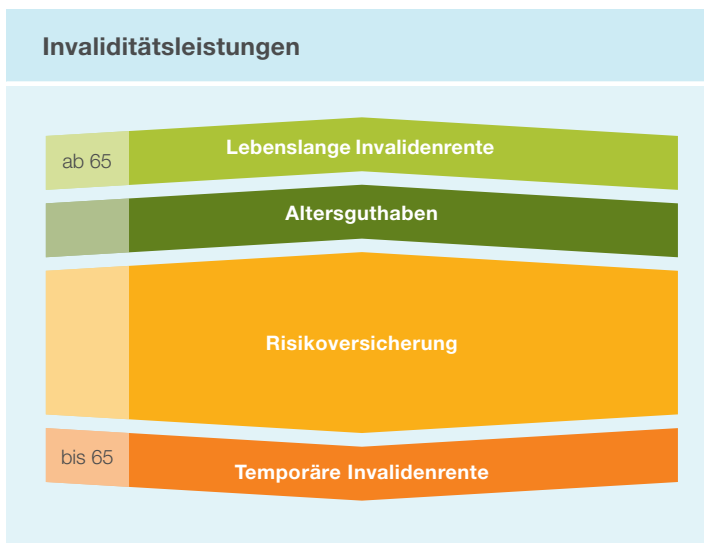 Invaliditätsleistungen
ab 65
Lebenslange Invalidenrente
Altersguthaben
Risikoversicherung
bis 65
Temporäre Invalidenrente